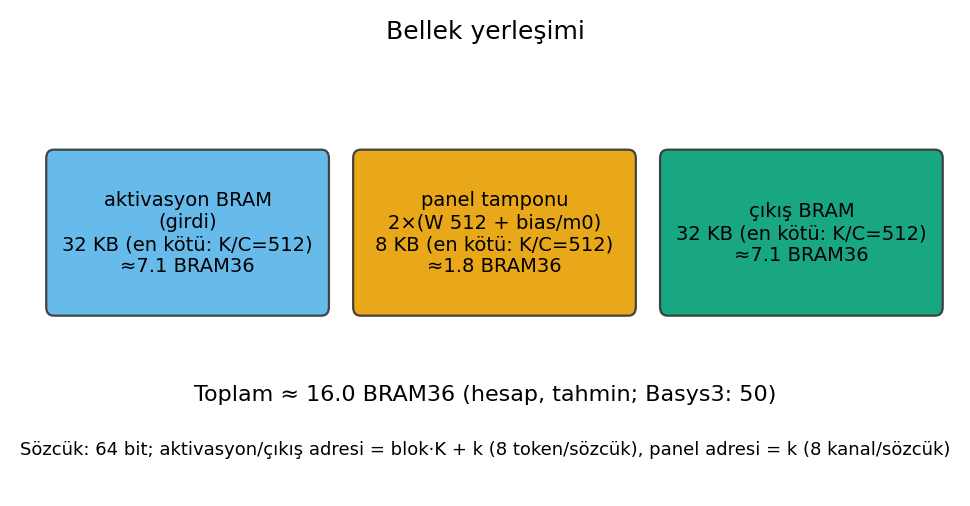 Bellek yerleşimi
aktivasyon BRAM
(girdi)
32 KB (en kötü: K/C=512)
≈7.1 BRAM36
panel tamponu
2×(W 512 + bias/m0)
8 KB (en kötü: K/C=512)
≈1.8 BRAM36
çıkış BRAM
32 KB (en kötü: K/C=512)
≈7.1 BRAM36
Toplam ≈ 16.0 BRAM36 (hesap, tahmin; Basys3: 50)
Sözcük: 64 bit; aktivasyon/çıkış adresi = blok·K + k (8 token/sözcük), panel adresi = k (8 kanal/sözcük)